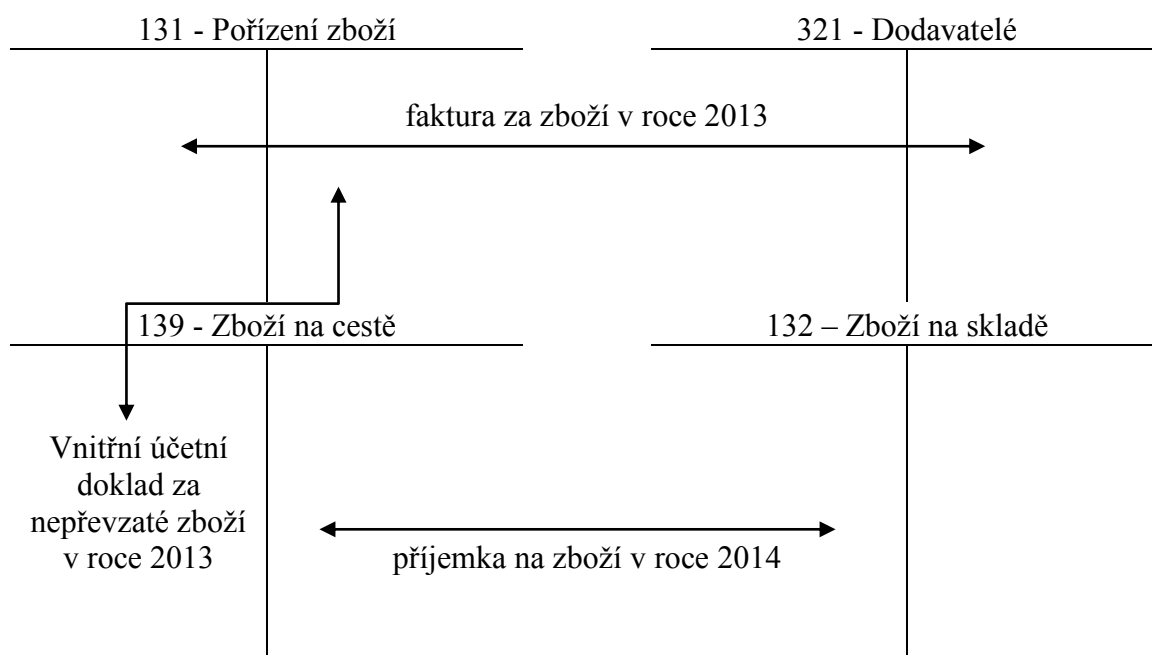 131 - Pořízení zboží
321 - Dodavatelé
faktura za zboží v roce 2013
139 - Zboží na cestě
132 – Zboží na skladě
Vnitřní účetní
doklad za
nepřevzaté zboží
v roce 2013
příjemka na zboží v roce 2014